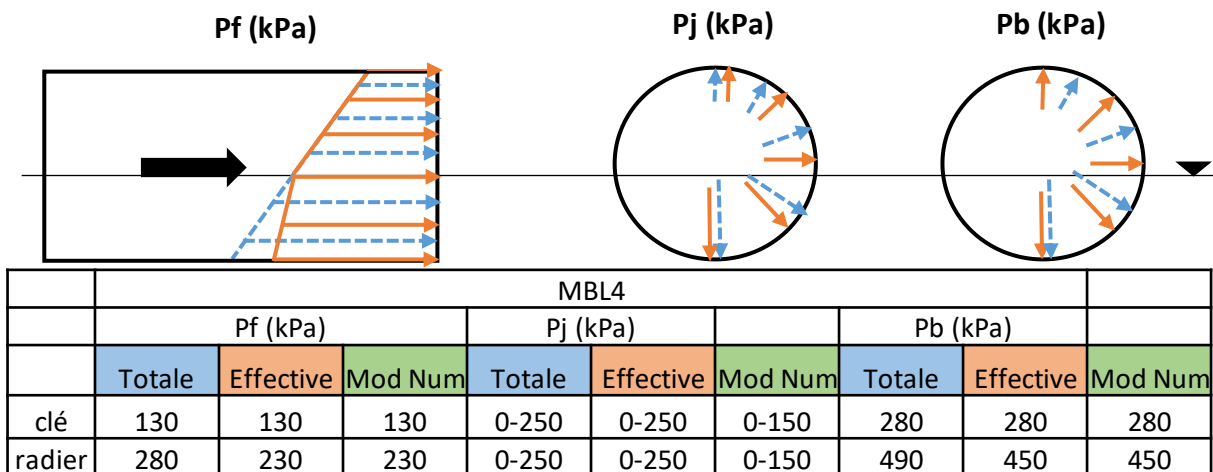 Pf (kPa) Pj (kPa) Pb (kPa)
MBL4
Pf (kPa) Pj (kPa) Pb (kPa)
Totale Effective Mod Num Totale Effective Mod Num Totale Effective Mod Num
clé 130 130 130 0-250 0-250 0-150 280 280 280
radier 280 230 230 0-250 0-250 0-150 490 450 450